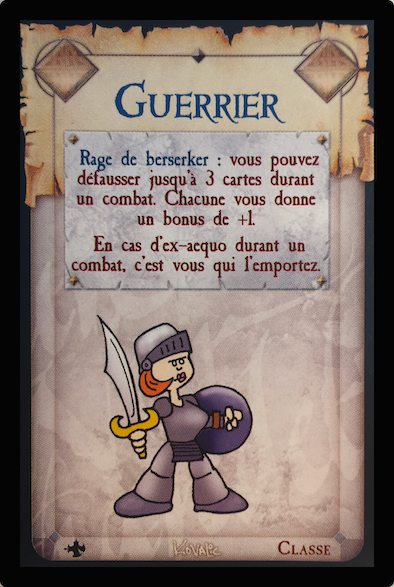 Guerrier
Rage de berserker : vous pouvez
défausser jusqu'à 3 cartes durant
un combat. Chacune vous donne
un bonus de +1.
En cas d'ex-aequo durant un
combat, c'est vous qui l'emportez.
Kovalic
Classe